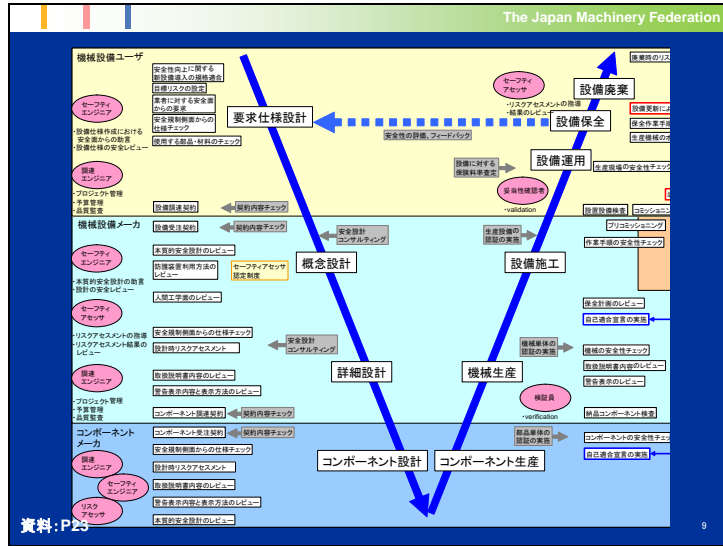 The Japan Machinery Federation
機械設備ユーザ
安全性向上に関する
新設備導入の規格適合
目標リスクの設定
業者に対する安全面
からの要求
安全規制側面からの
仕様チェック
使用する部品・材料のチェック
セーフティ
エンジニア
・設備仕様作成における
安全面からの助言
・設備仕様の安全レビュー
調達
エンジニア
・プロジェクト管理
・予算管理
・品質監査
設備調達契約
契約内容チェック
要求仕様設計
安全性の評価、フィードバック
セーフティ
アセッサ
・リスクアセスメントの指導
・結果のレビュー
設備廃棄
設備保全
設備運用
設備に対する
保険料率査定
妥当性確認者
・validation
廃棄時のリス
設備更新によ
保全作業手順
生産機械のオ
生産現場の安全性チェック
設置設備検査
コミッショニン
機械設備メーカ
設備受注契約
契約内容チェック
セーフティ
エンジニア
・本質的安全設計の助言
・設計の安全レビュー
本質的安全設計のレビュー
防護装置利用方法の
レビュー
セーフティアセッサ
認定制度
人間工学面のレビュー
安全設計
コンサルティング
概念設計
生産設備の
認証の実施
設備施工
プリコミッショニング
作業手順の安全性チェック
セーフティ
アセッサ
・リスクアセスメントの指導
・リスクアセスメント結果の
レビュー
安全規制側面からの仕様チェック
設計時リスクアセスメント
安全設計
コンサルティング
保全計画のレビュー
自己適合宣言の実施
機械単体の
認証の実施
機械の安全性チェック
調達
エンジニア
・プロジェクト管理
・予算管理
・品質監査
取扱説明書内容のレビュー
警告表示内容と表示方法のレビュー
コンポーネント調達契約
契約内容チェック
詳細設計
機械生産
取扱説明書内容のレビュー
警告表示のレビュー
検証員
・verification
納品コンポーネント検査
コンポーネント
メーカ
コンポーネント受注契約
契約内容チェック
安全規制側面からの仕様チェック
調達
エンジニア
設計時リスクアセスメント
セーフティ
エンジニア
取扱説明書内容のレビュー
警告表示内容と表示方法のレビュー
リスク
アセッサ
本質的安全設計のレビュー
コンポーネント設計
コンポーネント生産
部品単体の
認証の実施
コンポーネントの安全性チェッ
自己適合宣言の実施
資料：P23
9